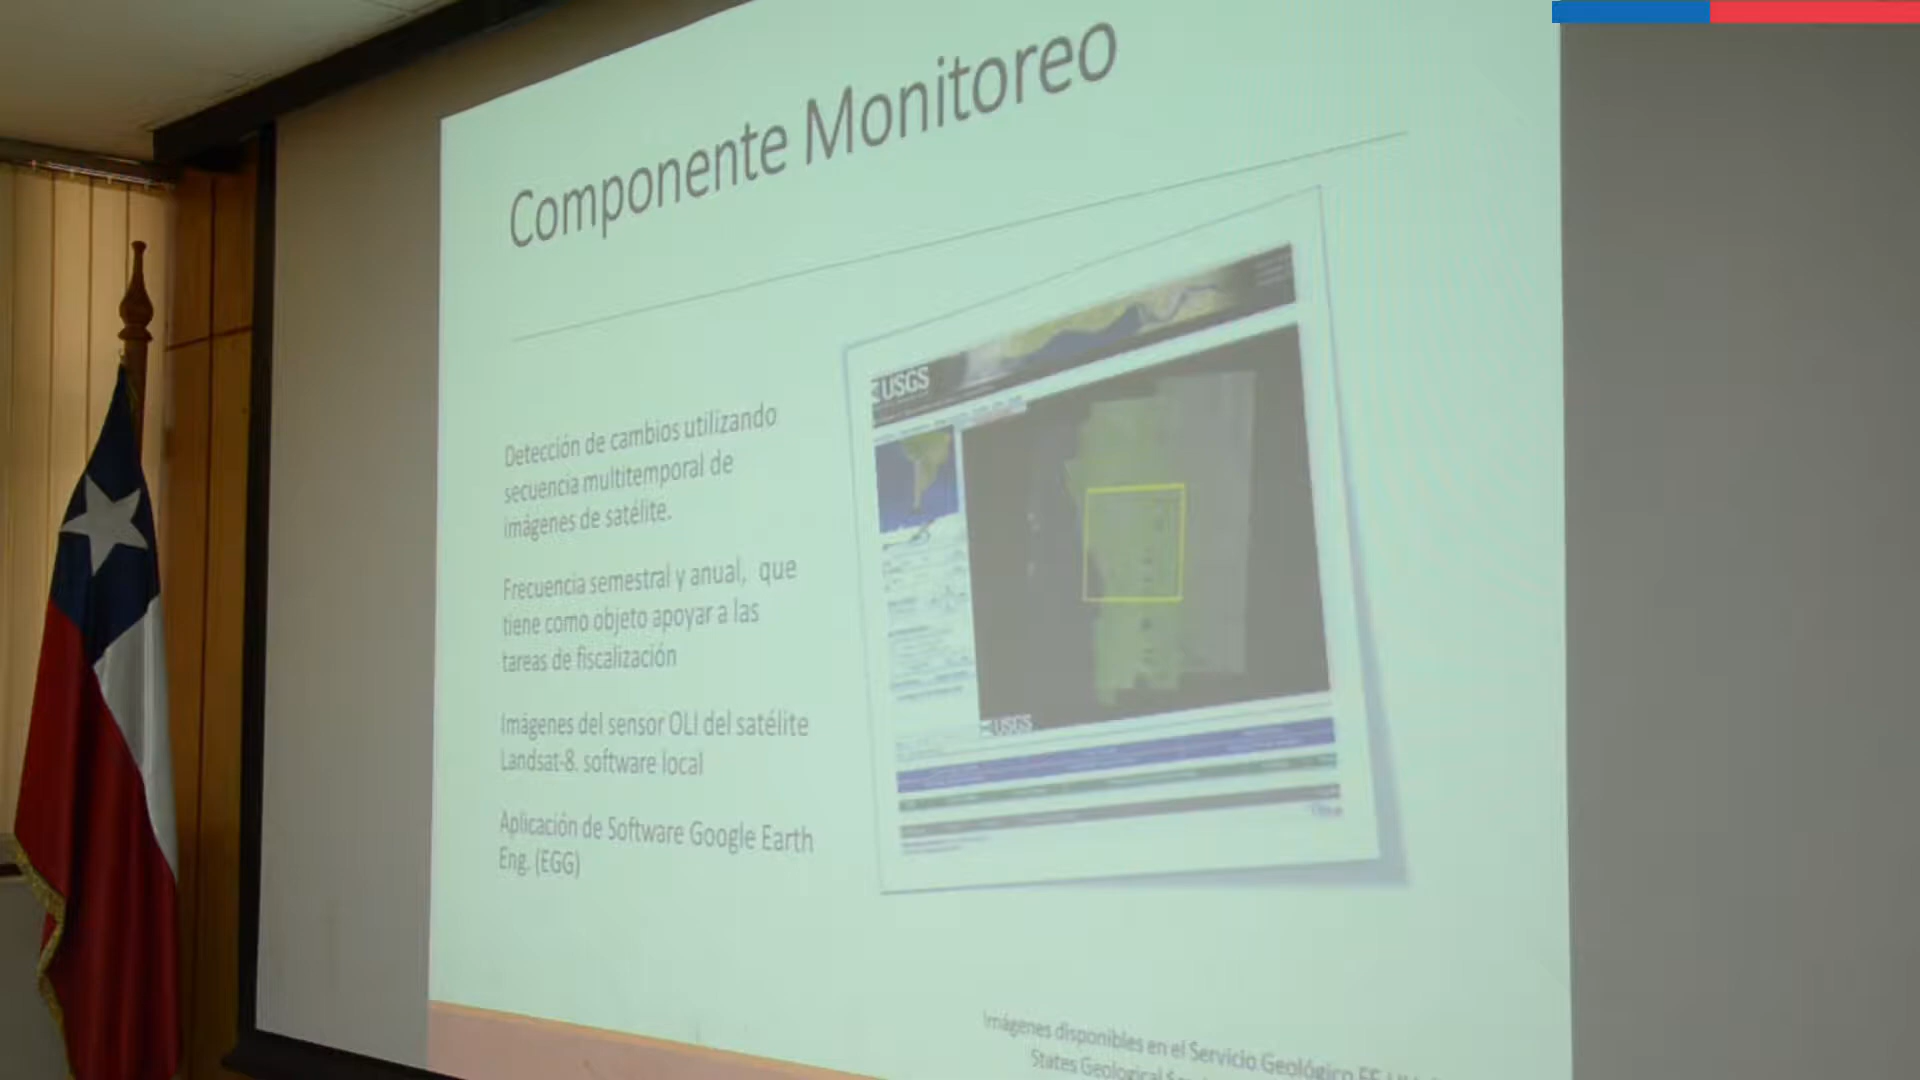 Componente Monitoreo
Detección de cambios utilizando
secuencia multitemporal de
imágenes de satélite.
Frecuencia semestral y anual, que
tiene como objeto apoyar a las
tareas de fiscalización
Imágenes del sensor OLI del satélite
Landsat-8. software local
Aplicación de Software Google Earth
Eng. (EGG)
USGS
USGS
Imágenes disponibles en el Servicio Geológico
States Geological